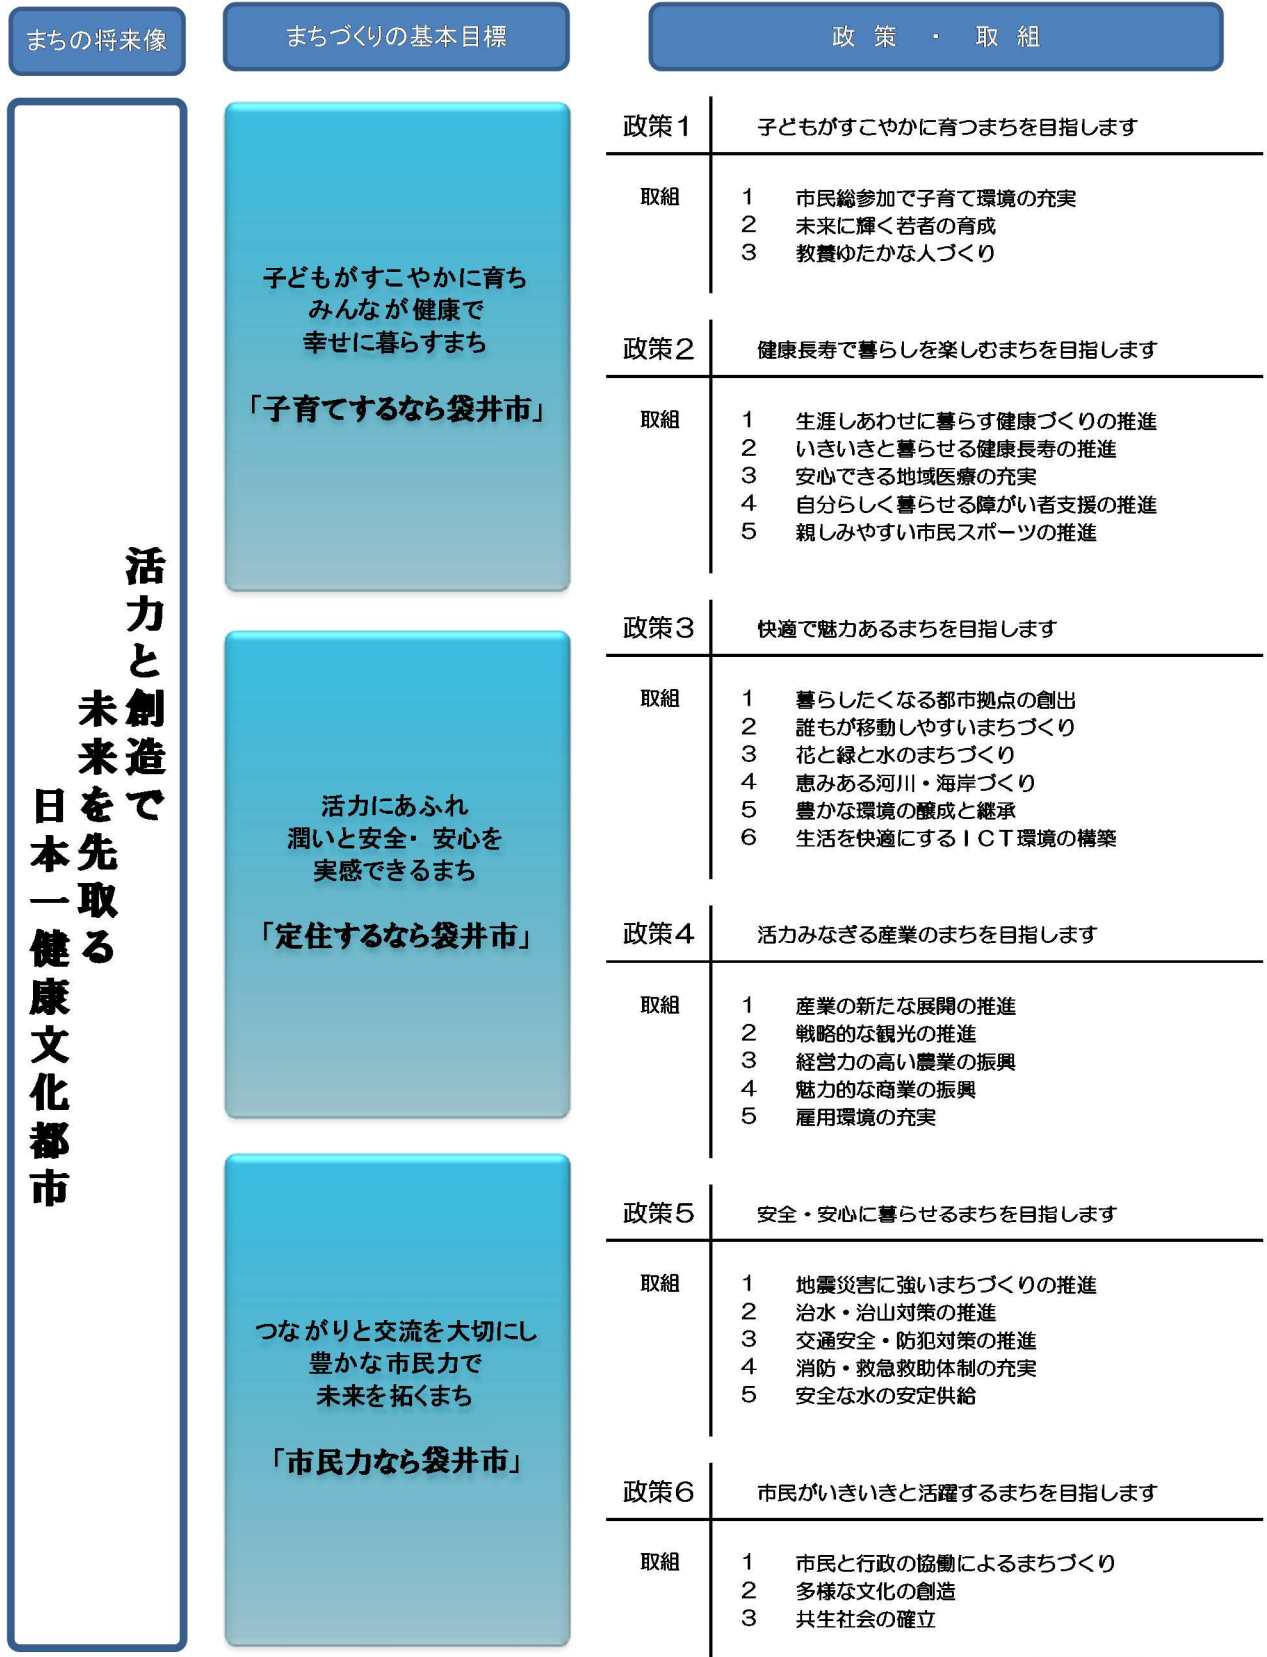 まちの将来像
まちづくりの基本目標
政策・取組
活力と創造で
未来を先取る
日本一健康文化都市
子どもがすこやかに育ち
みんなが健康で
幸せに暮らすまち
「子育てするなら袋井市」
活力にあふれ
潤いと安全・安心を
実感できるまち
「定住するなら袋井市」
つながりと交流を大切にし
豊かな市民力で
未来を拓くまち
「市民力なら袋井市」
政策1 子どもがすこやかに育つまちを目指します
取組 1 市民総参加で子育て環境の充実
2 未来に輝く若者の育成
3 教養ゆたかな人づくり
政策2 健康長寿で暮らしを楽しむまちを目指します
取組 1 生涯しあわせに暮らす健康づくりの推進
2 いきいきと暮らせる健康長寿の推進
3 安心できる地域医療の充実
4 自分らしく暮らせる障がい者支援の推進
5 親しみやすい市民スポーツの推進
政策3 快適で魅力あるまちを目指します
取組 1 暮らしたくなる都市拠点の創出
2 誰もが移動しやすいまちづくり
3 花と緑と水のまちづくり
4 恵みある河川・海岸づくり
5 豊かな環境の醸成と継承
6 生活を快適にするICT環境の構築
政策4 活力みなぎる産業のまちを目指します
取組 1 産業の新たな展開の推進
2 戦略的な観光の推進
3 経営力の高い農業の振興
4 魅力的な商業の振興
5 雇用環境の充実
政策5 安全・安心に暮らせるまちを目指します
取組 1 地震災害に強いまちづくりの推進
2 治水・治山対策の推進
3 交通安全・防犯対策の推進
4 消防・救急救助体制の充実
5 安全な水の安定供給
政策6 市民がいきいきと活躍するまちを目指します
取組 1 市民と行政の協働によるまちづくり
2 多様な文化の創造
3 共生社会の確立